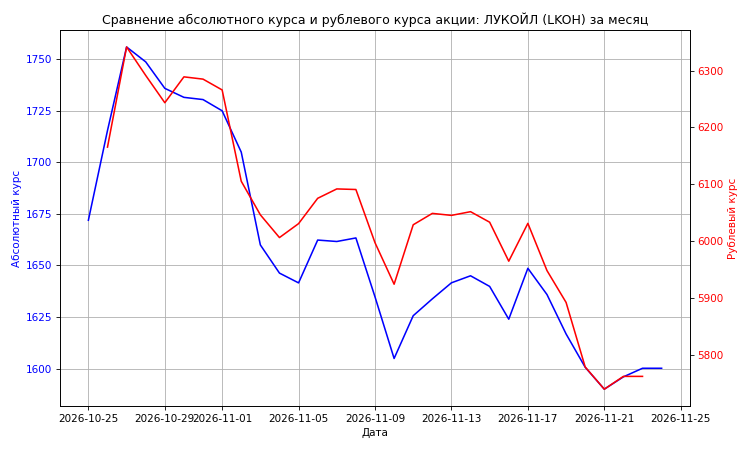 Сравнение абсолютного курса и рублевого курса акции: ЛУКОЙЛ (LKOH) за месяц
1750
1725
1700
1675
1650
1625
1600
Абсолютный курс
6300
6200
6100
6000
5900
5800
Рублевый курс
2026-10-25 2026-10-29 2026-11-01 2026-11-05 2026-11-09 2026-11-13 2026-11-17 2026-11-21 2026-11-25
Дата